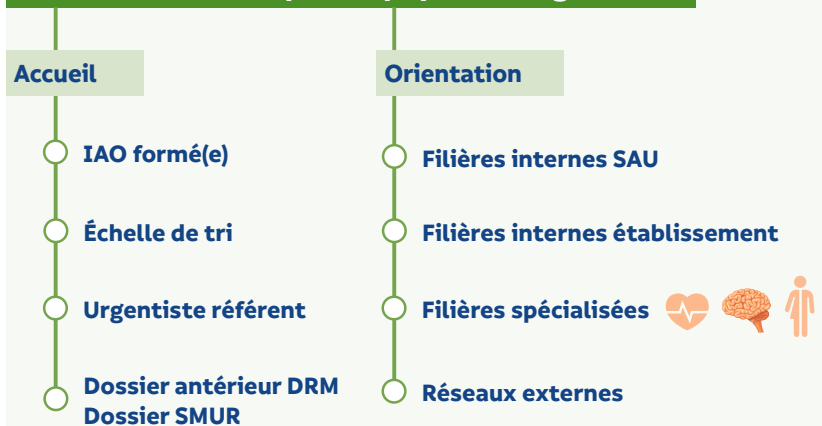 Accueil
IAO formé(e)
Échelle de tri
Urgentiste référent
Dossier antérieur DRM
Dossier SMUR
Orientation
Filières internes SAU
Filières internes établissement
Filières spécialisées
Réseaux externes